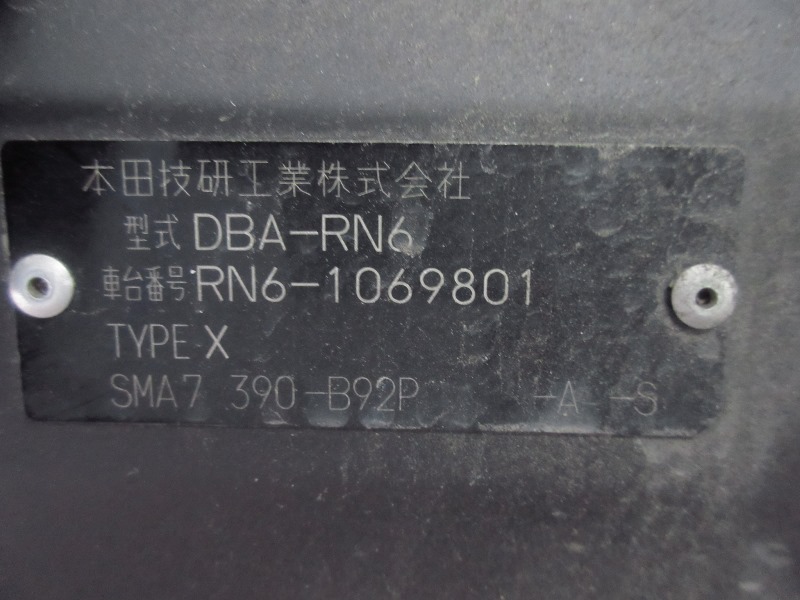 本田技研工業株式会社
型式 DBA-RN6
車台番号 RN6-1069801
TYPE X
SMA7 390-B92P -A -S